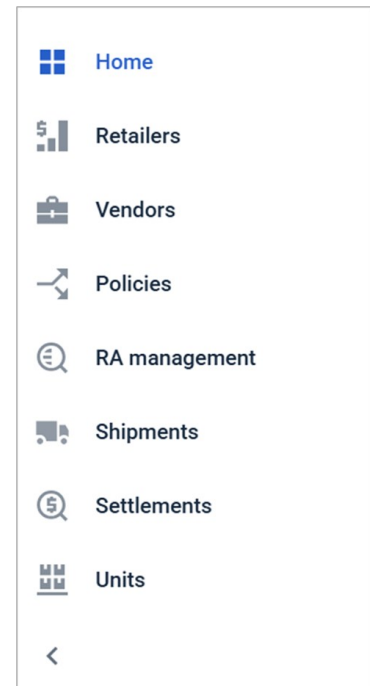 Home
Retailers
Vendors
Policies
RA management
Shipments
Settlements
Units